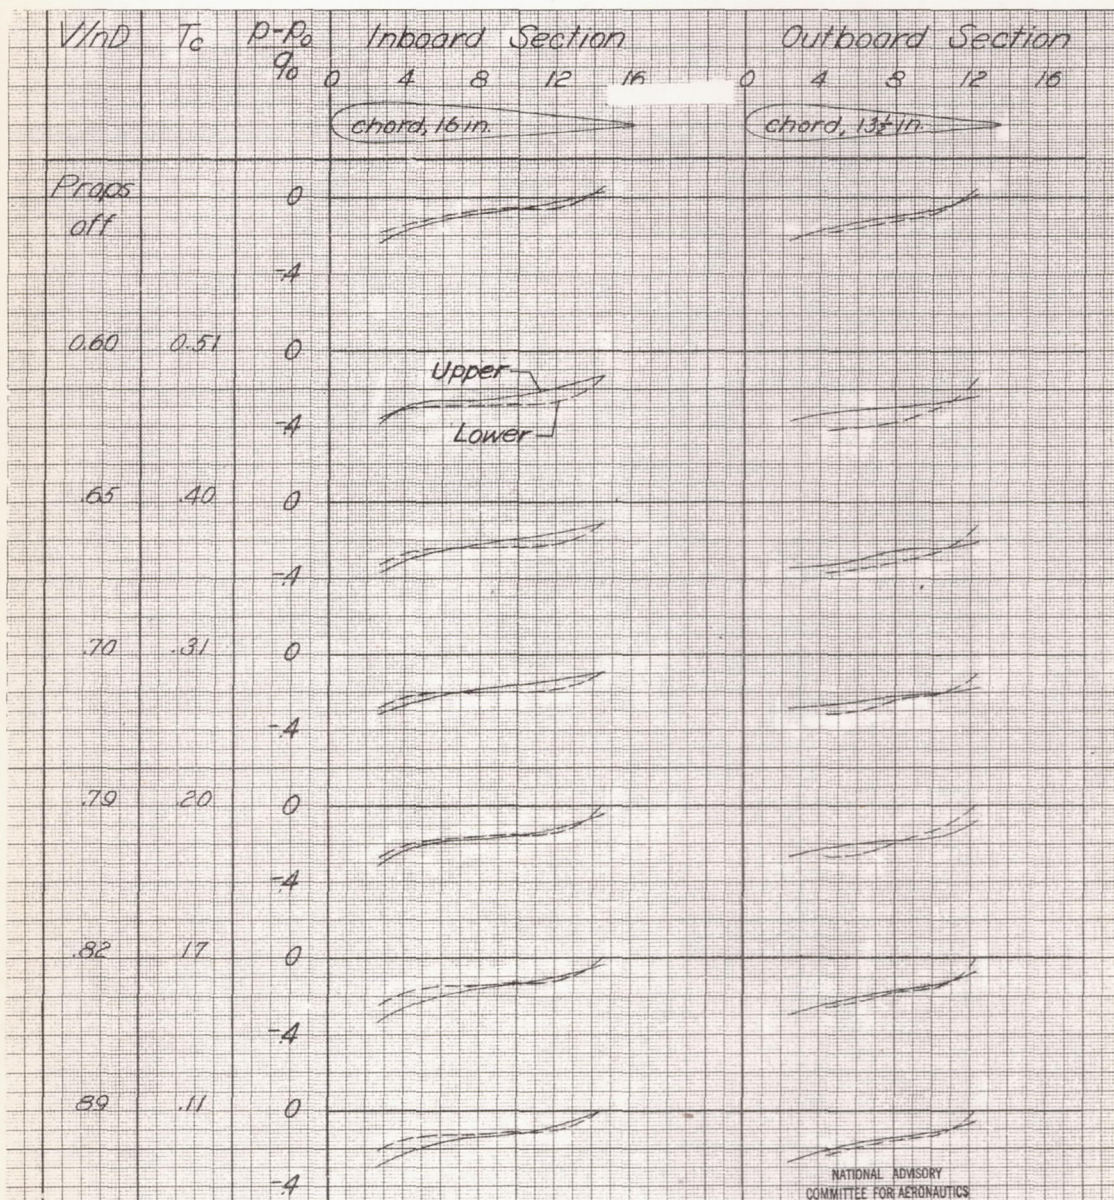 V/nD Tc p-p₀ Inboard Section Outboard Section
q₀
0 4 8 12 16 0 4 8 12 16
chord, 16 in. chord, 13½ in.
Props
off
0
-.4
0.60 0.51 0
Upper
-.4
Lower
.65 .40 0
-.4
.70 .31 0
-.4
.79 .20 0
-.4
.82 .17 0
-.4
.89 .11 0
-.4
NATIONAL ADVISORY
COMMITTEE FOR AERONAUTICS